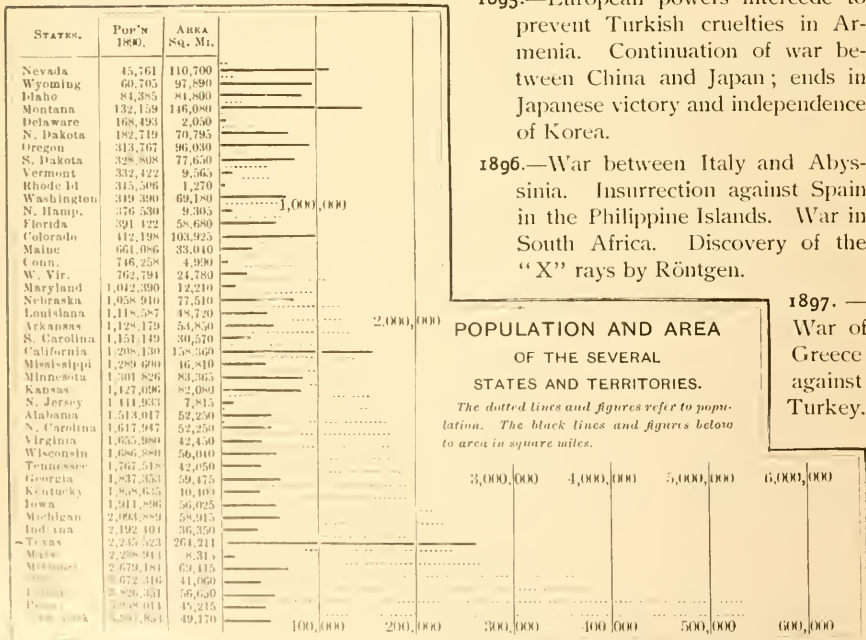 STATES. POP'N 1890. AREA SQ. MI.
Nevada 45,761 110,700
Wyoming 60,705 97,890
Idaho 84,385 84,800
Montana 132,159 146,080
Delaware 168,493 2,050
N. Dakota 182,719 70,795
Oregon 313,767 96,030
S. Dakota 328,808 77,650
Vermont 332,422 9,565
Rhode Id 345,506 1,270
Washington 349 390 69,180
N. Hamp. 376 530 9,305
Florida 391 422 58,680
Colorado 412,198 103,925
Maine 661,086 33,040
Conn. 746,258 4,990
W. Vir. 762,794 24,780
Maryland 1,042,390 12,210
Nebraska 1,058 910 77,510
Louisiana 1,118,587 48,720
Arkansas 1,128,179 53,850
S. Carolina 1,151,149 30,570
California 1,208,130 158,360
Mississippi 1,289 600 46,810
Minnesota 1,301 826 83,365
Kansas 1,427,096 82,080
N. Jersey 1 444,933 7,815
Alabama 1,513,017 52,250
N. Carolina 1,617,947 52,250
Virginia 1,655,980 42,450
Wisconsin 1,686,880 56,040
Tennessee 1,767,518 42,050
Georgia 1,837,353 59,475
Kentucky 1,858,635 40,400
Iowa 1,911,896 56,025
Michigan 2,093,889 58,915
Indiana 2,192 404 36,350
Texas 2,235,523 264,211
Mass 8,315
Missouri 2 679,184 69,415
672 316 41,060
56,650
45,215
49,170
1,000,000
2,000,000
3,000,000 4,000,000 5,000,000 6,000,000
100,000 200,000 300,000 400,000 500,000 600,000
POPULATION AND AREA
OF THE SEVERAL
STATES AND TERRITORIES.
The dotted lines and figures refer to popu-
lation. The black lines and figures below
to area in square miles.
1895.—European powers intercede to
prevent Turkish cruelties in Ar-
menia. Continuation of war be-
tween China and Japan; ends in
Japanese victory and independence
of Korea.
1896.—War between Italy and Abys-
sinia. Insurrection against Spain
in the Philippine Islands. War in
South Africa. Discovery of the
"X" rays by Röntgen.
1897. —
War of
Greece
against
Turkey.